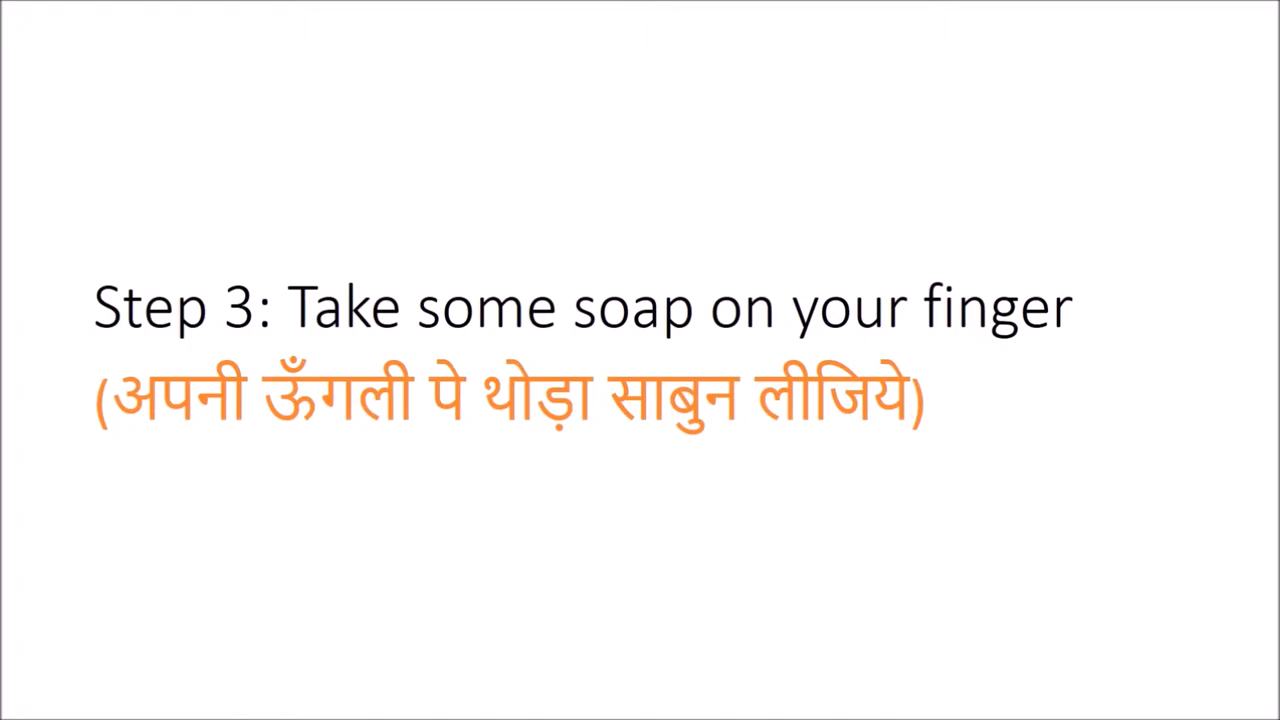 Step 3: Take some soap on your finger
(अपनी ऊँगली पे थोड़ा साबुन लीजिये)